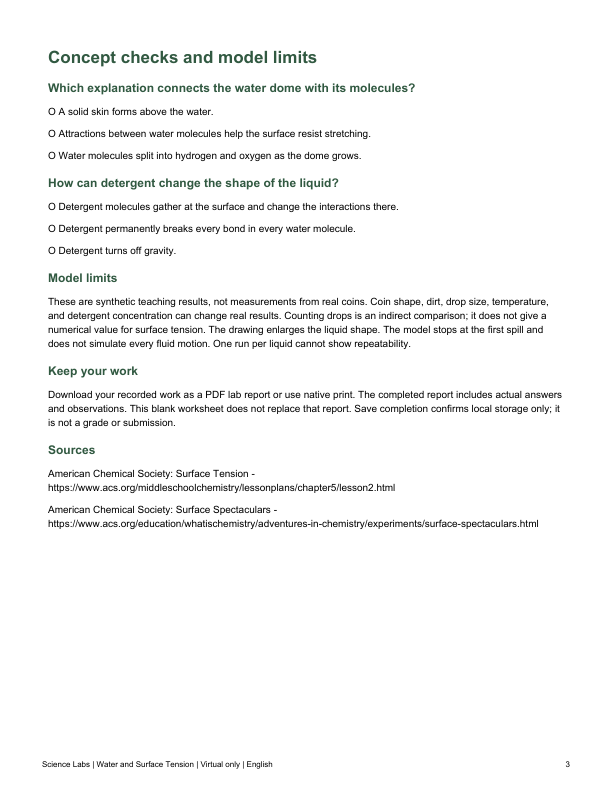 Concept checks and model limits
Which explanation connects the water dome with its molecules?
O A solid skin forms above the water.
O Attractions between water molecules help the surface resist stretching.
O Water molecules split into hydrogen and oxygen as the dome grows.
How can detergent change the shape of the liquid?
O Detergent molecules gather at the surface and change the interactions there.
O Detergent permanently breaks every bond in every water molecule.
O Detergent turns off gravity.
Model limits
These are synthetic teaching results, not measurements from real coins. Coin shape, dirt, drop size, temperature,
and detergent concentration can change real results. Counting drops is an indirect comparison; it does not give a
numerical value for surface tension. The drawing enlarges the liquid shape. The model stops at the first spill and
does not simulate every fluid motion. One run per liquid cannot show repeatability.
Keep your work
Download your recorded work as a PDF lab report or use native print. The completed report includes actual answers
and observations. This blank worksheet does not replace that report. Save completion confirms local storage only; it
is not a grade or submission.
Sources
American Chemical Society: Surface Tension -
https://www.acs.org/middleschoolchemistry/lessonplans/chapter5/lesson2.html
American Chemical Society: Surface Spectaculars -
https://www.acs.org/education/whatischemistry/adventures-in-chemistry/experiments/surface-spectaculars.html
Science Labs | Water and Surface Tension | Virtual only | English
3